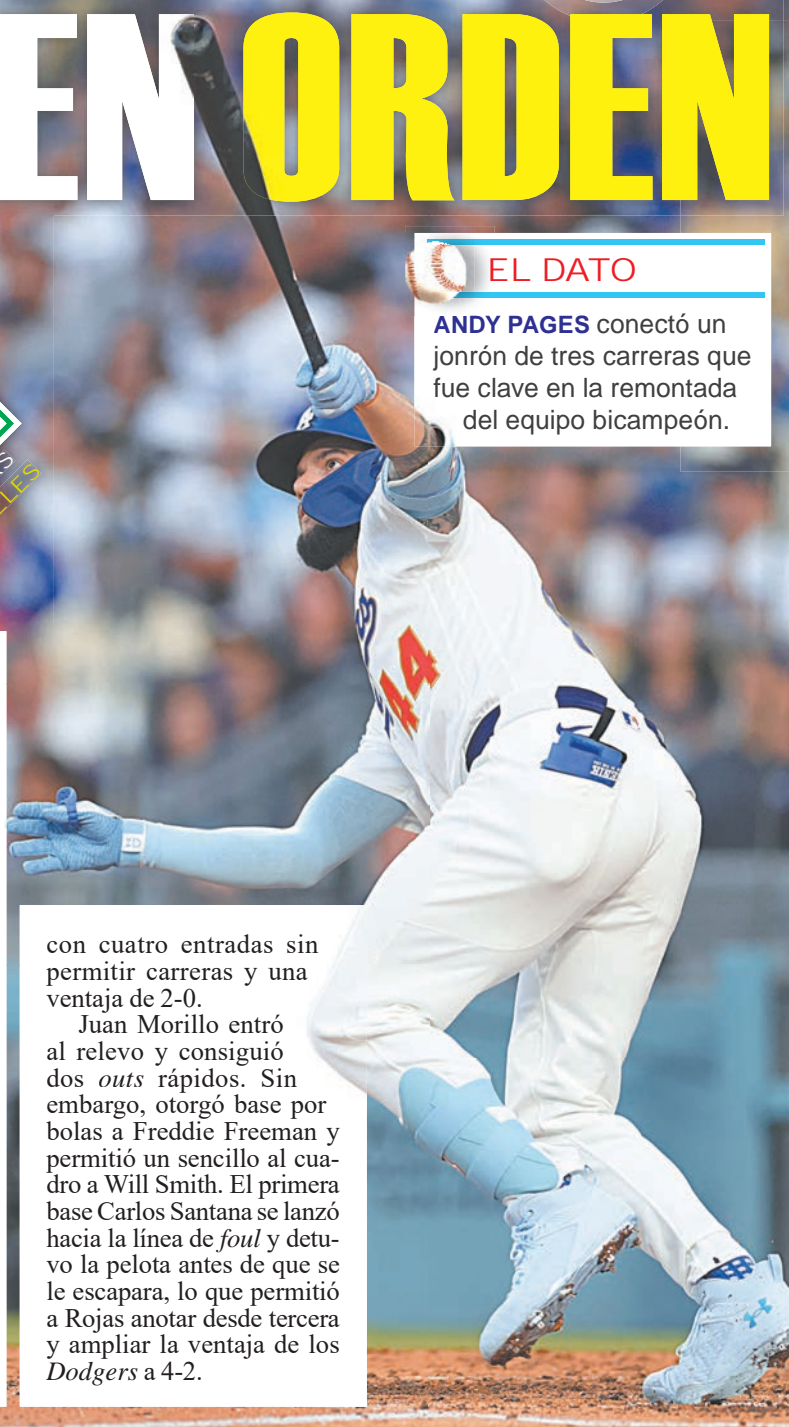 EN ORDEN
EL DATO
ANDY PAGES conectó un
jonrón de tres carreras que
fue clave en la remontada
del equipo bicampeón.
44
con cuatro entradas sin
permitir carreras y una
ventaja de 2-0.
Juan Morillo entró
al relevo y consiguió
dos outs rápidos. Sin
embargo, otorgó base por
bolas a Freddie Freeman y
permitió un sencillo al cua-
dro a Will Smith. El primera
base Carlos Santana se lanzó
hacia la línea de foul y detu-
vo la pelota antes de que se
le escapara, lo que permitió
a Rojas anotar desde tercera
y ampliar la ventaja de los
Dodgers a 4-2.